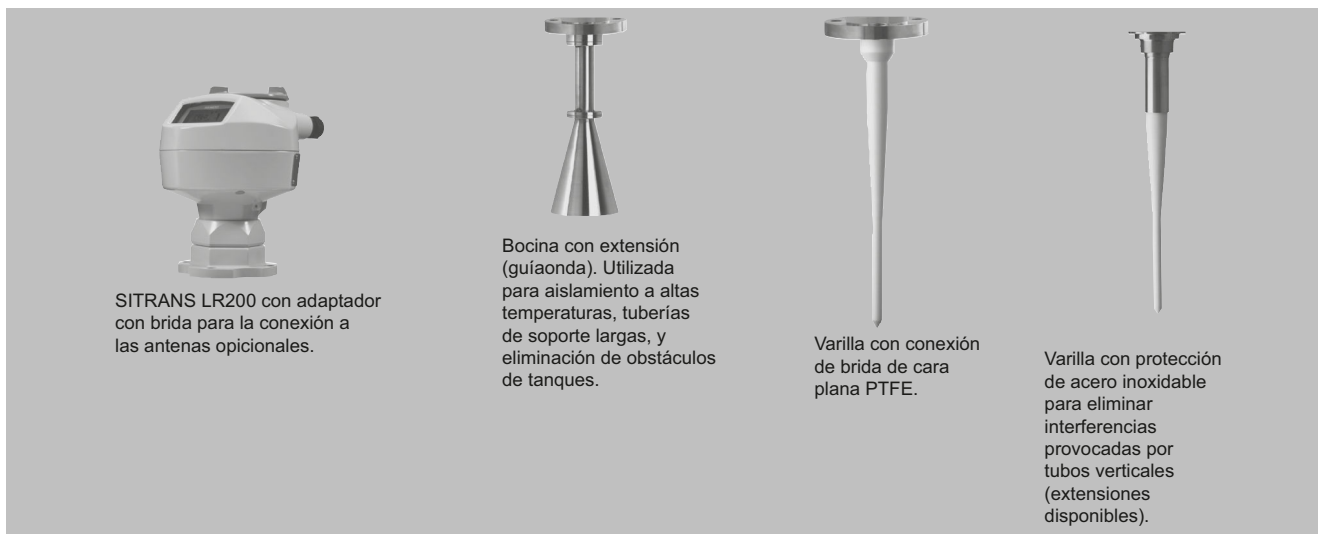 SITRANS LR200 con adaptador
con brida para la conexión a
las antenas opicionales.
Bocina con extensión
(guíaonda). Utilizada
para aislamiento a altas
temperaturas, tuberías
de soporte largas, y
eliminación de obstáculos
de tanques.
Varilla con conexión
de brida de cara
plana PTFE.
Varilla con protección
de acero inoxidable
para eliminar
interferencias
provocadas por
tubos verticales
(extensiones
disponibles).